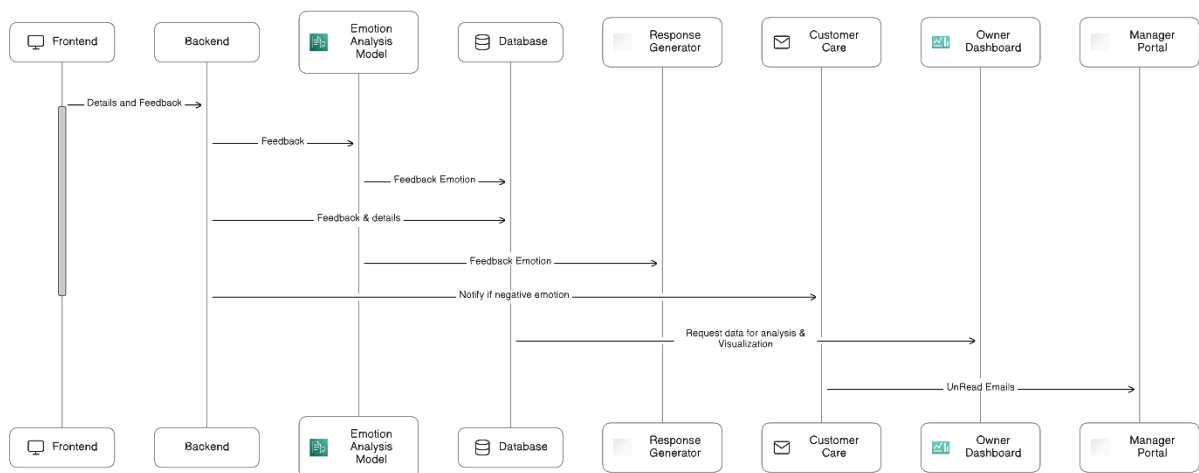 Frontend
Backend
Emotion
Analysis
Model
Database
Response
Generator
Customer
Care
Owner
Dashboard
Manager
Portal
Details and Feedback
Feedback
Feedback Emotion
Feedback & details
Feedback Emotion
Notify if negative emotion
Request data for analysis &
Visualization
UnRead Emails
Frontend
Backend
Emotion
Analysis
Model
Database
Response
Generator
Customer
Care
Owner
Dashboard
Manager
Portal